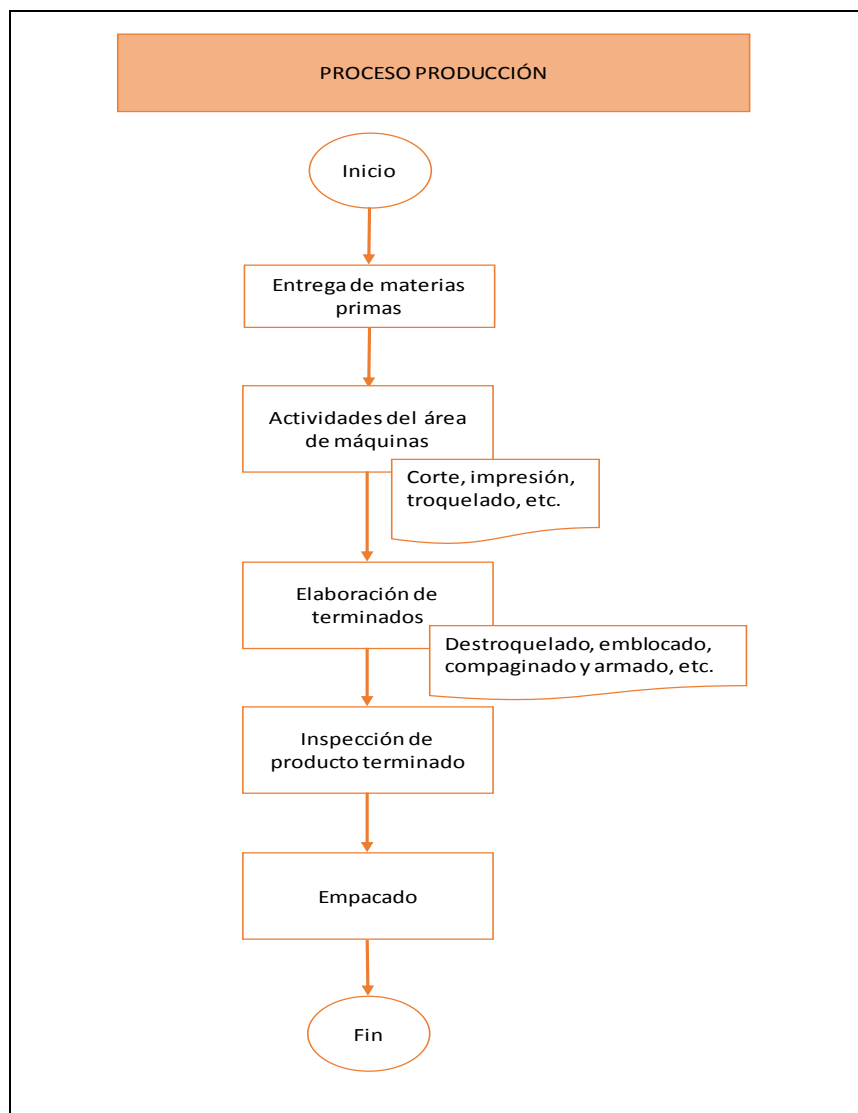 PROCESO PRODUCCIÓN
Inicio
Entrega de materias
primas
Actividades del área
de máquinas
Corte, impresión,
troquelado, etc.
Elaboración de
terminados
Destroquelado, emblocado,
compaginado y armado, etc.
Inspección de
producto terminado
Empacado
Fin